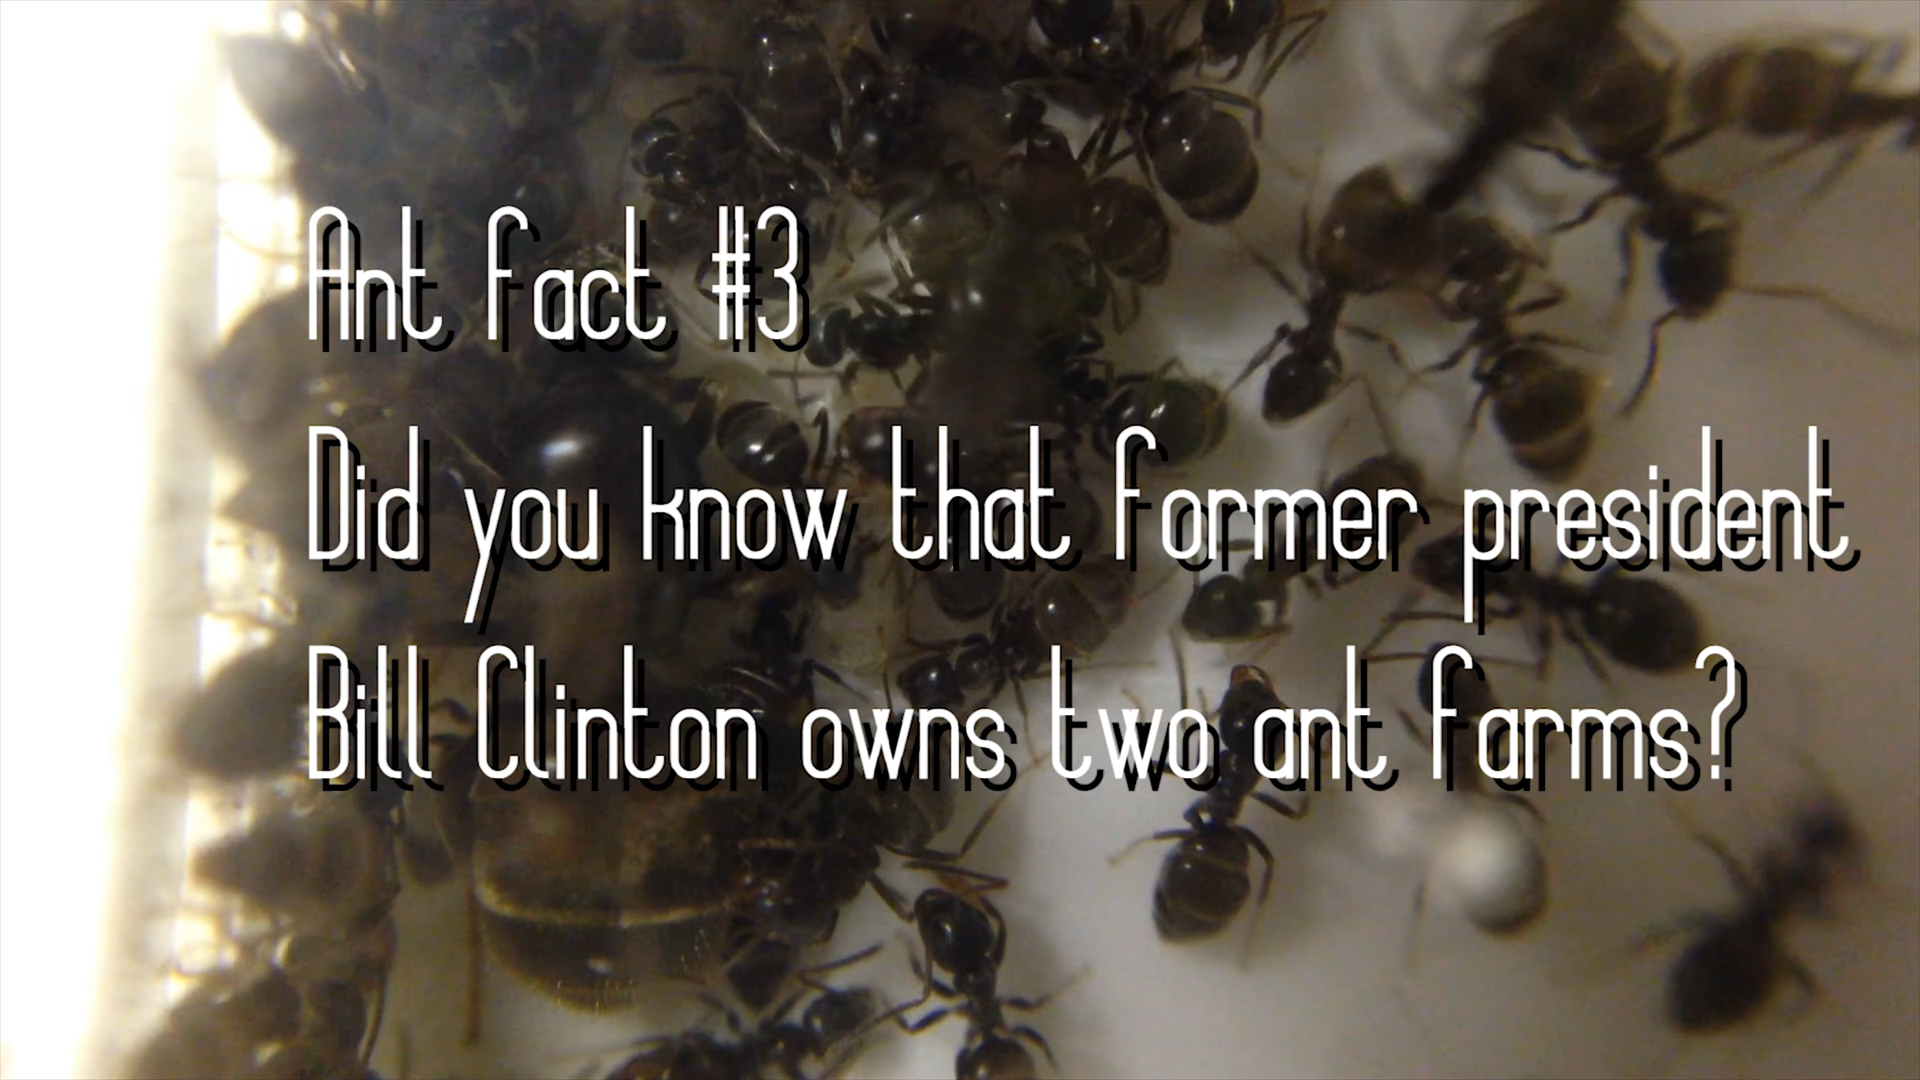 Ant fact #3
Did you know that former president
Bill Clinton owns two ant farms?